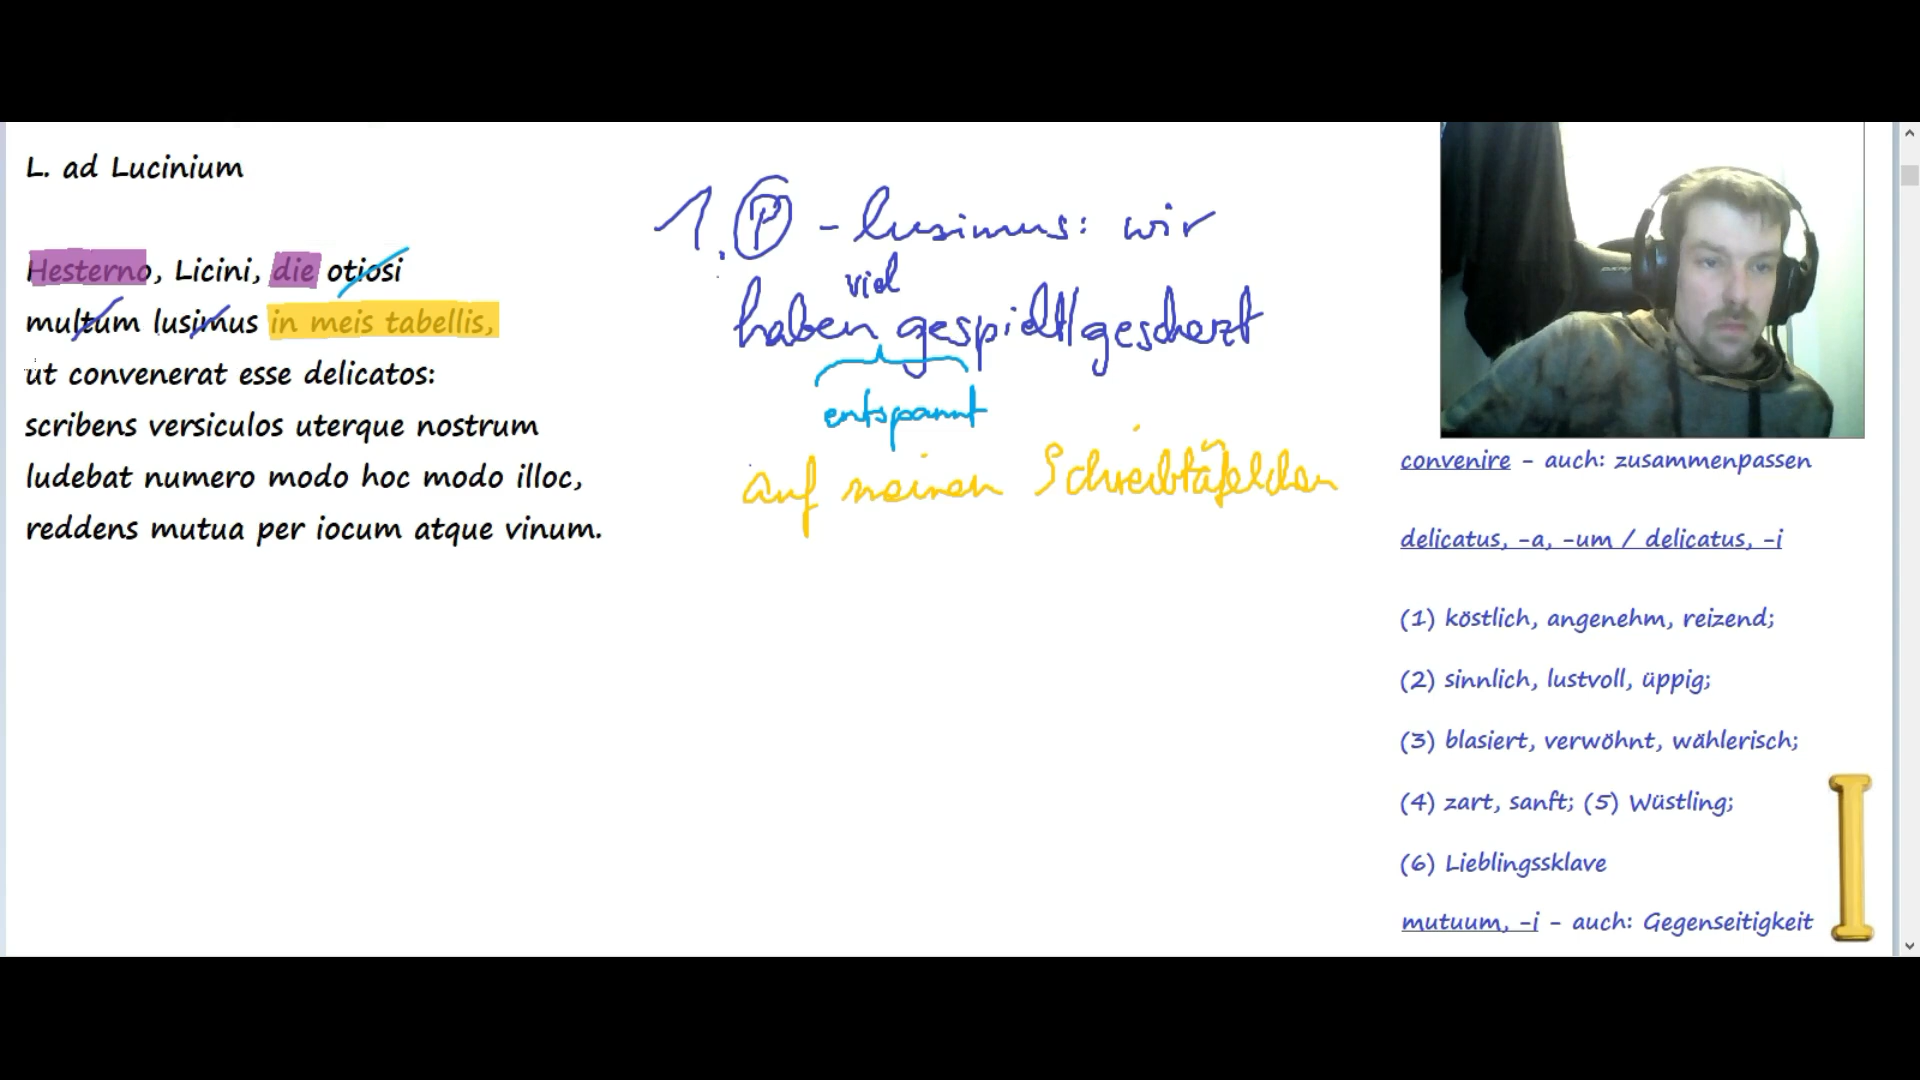 L. ad Lucinium
Hesterno, Licini, die otiosi
multum lusimus in meis tabellis,
ut convenerat esse delicatos:
scribens versiculos uterque nostrum
ludebat numero modo hoc modo illoc,
reddens mutua per iocum atque vinum.
1. P - lusimus: wir
viel
haben gespielt/gescherzt
entspannt
auf meinen Schreibtäfelchen
convenire - auch: zusammenpassen
delicatus, -a, -um / delicatus, -i
(1) köstlich, angenehm, reizend;
(2) sinnlich, lustvoll, üppig;
(3) blasiert, verwöhnt, wählerisch;
(4) zart, sanft; (5) Wüstling;
(6) Lieblingssklave
mutuum, -i - auch: Gegenseitigkeit